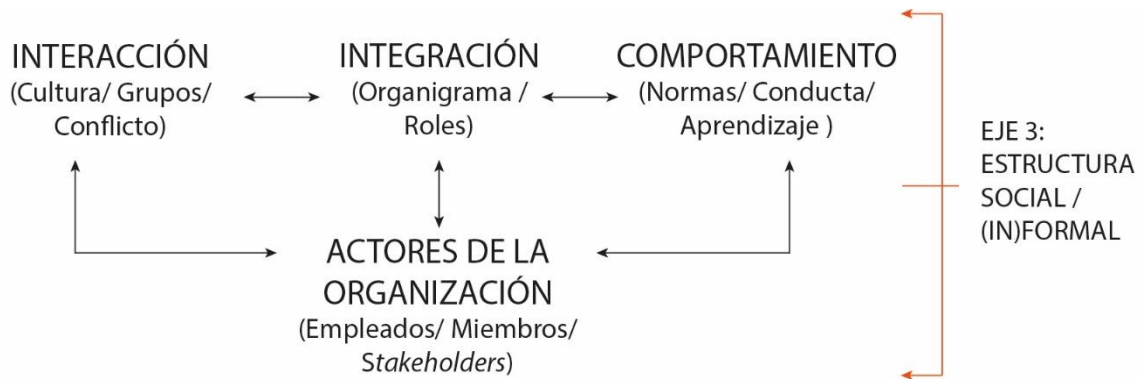 INTERACCIÓN
(Cultura/ Grupos/
Conflicto)
INTEGRACIÓN
(Organigrama /
Roles)
COMPORTAMIENTO
(Normas/ Conducta/
Aprendizaje )
EJE 3:
ESTRUCTURA
SOCIAL /
(IN)FORMAL
ACTORES DE LA
ORGANIZACIÓN
(Empleados/ Miembros/
Stakeholders)